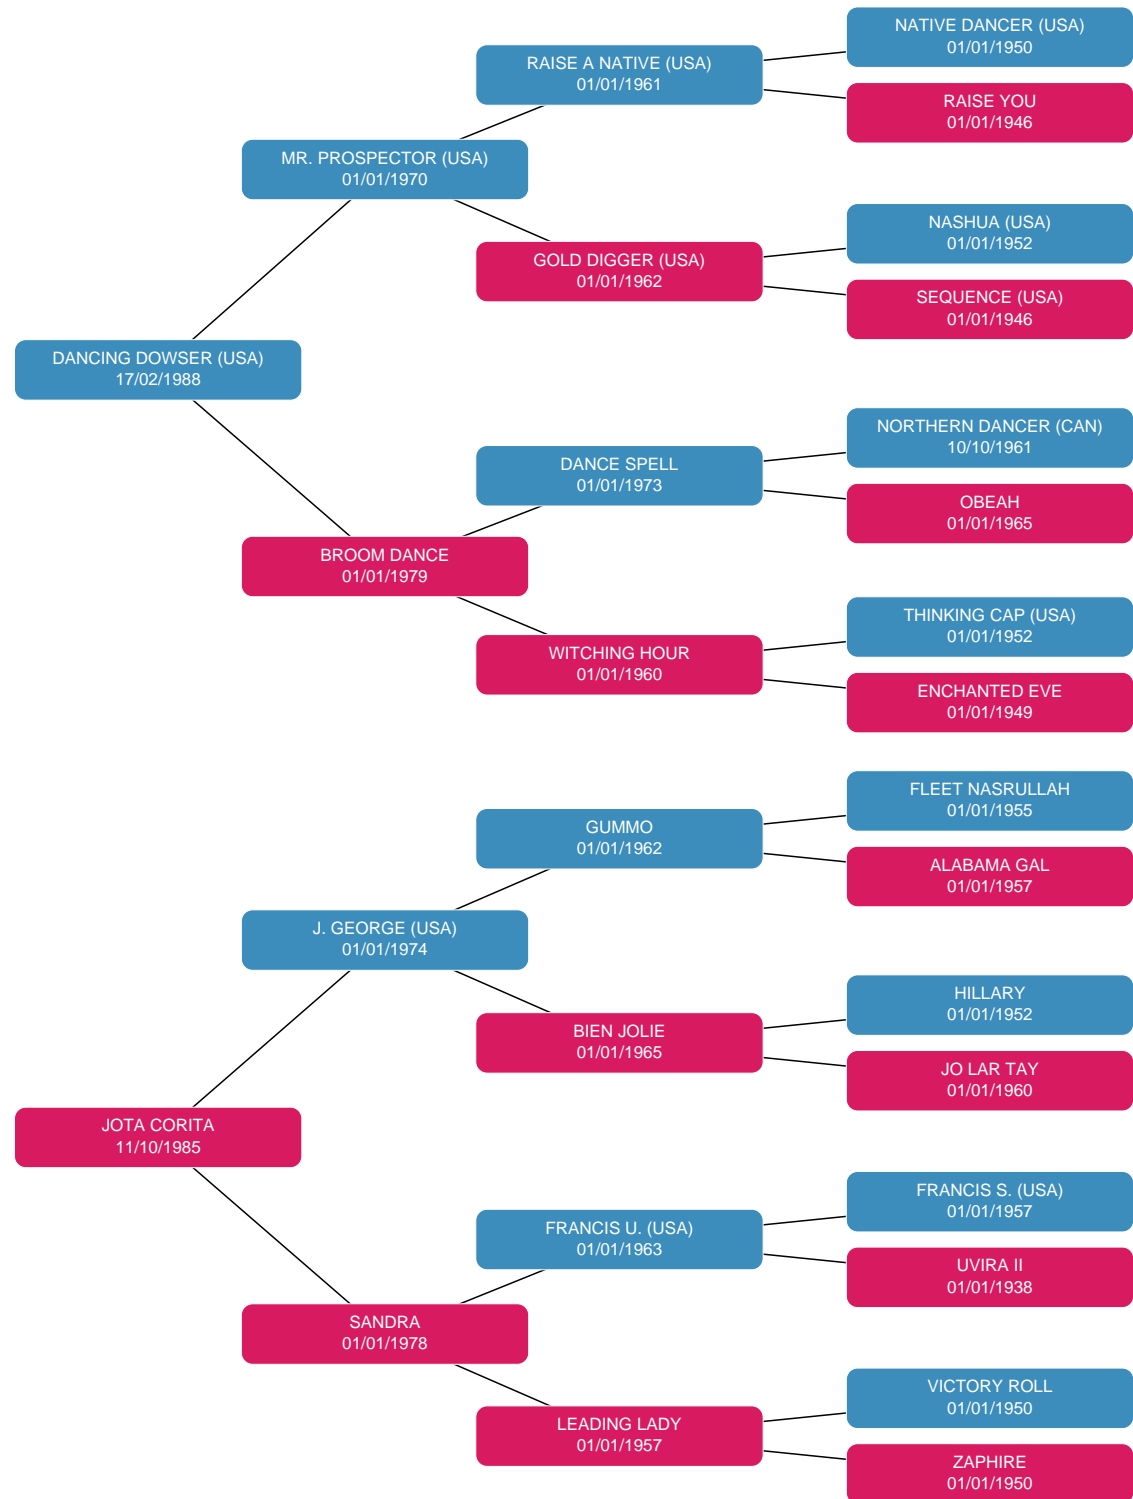 NATIVE DANCER (USA)
01/01/1950
RAISE A NATIVE (USA)
01/01/1961
RAISE YOU
01/01/1946
MR. PROSPECTOR (USA)
01/01/1970
NASHUA (USA)
01/01/1952
GOLD DIGGER (USA)
01/01/1962
SEQUENCE (USA)
01/01/1946
DANCING DOWSER (USA)
17/02/1988
NORTHERN DANCER (CAN)
10/10/1961
DANCE SPELL
01/01/1973
OBEAH
01/01/1965
BROOM DANCE
01/01/1979
THINKING CAP (USA)
01/01/1952
WITCHING HOUR
01/01/1960
ENCHANTED EVE
01/01/1949
FLEET NASRULLAH
01/01/1955
GUMMO
01/01/1962
ALABAMA GAL
01/01/1957
J. GEORGE (USA)
01/01/1974
HILLARY
01/01/1952
BIEN JOLIE
01/01/1965
JO LAR TAY
01/01/1960
JOTA CORITA
11/10/1985
FRANCIS S. (USA)
01/01/1957
FRANCIS U. (USA)
01/01/1963
UVIRA II
01/01/1938
SANDRA
01/01/1978
VICTORY ROLL
01/01/1950
LEADING LADY
01/01/1957
ZAPHIRE
01/01/1950